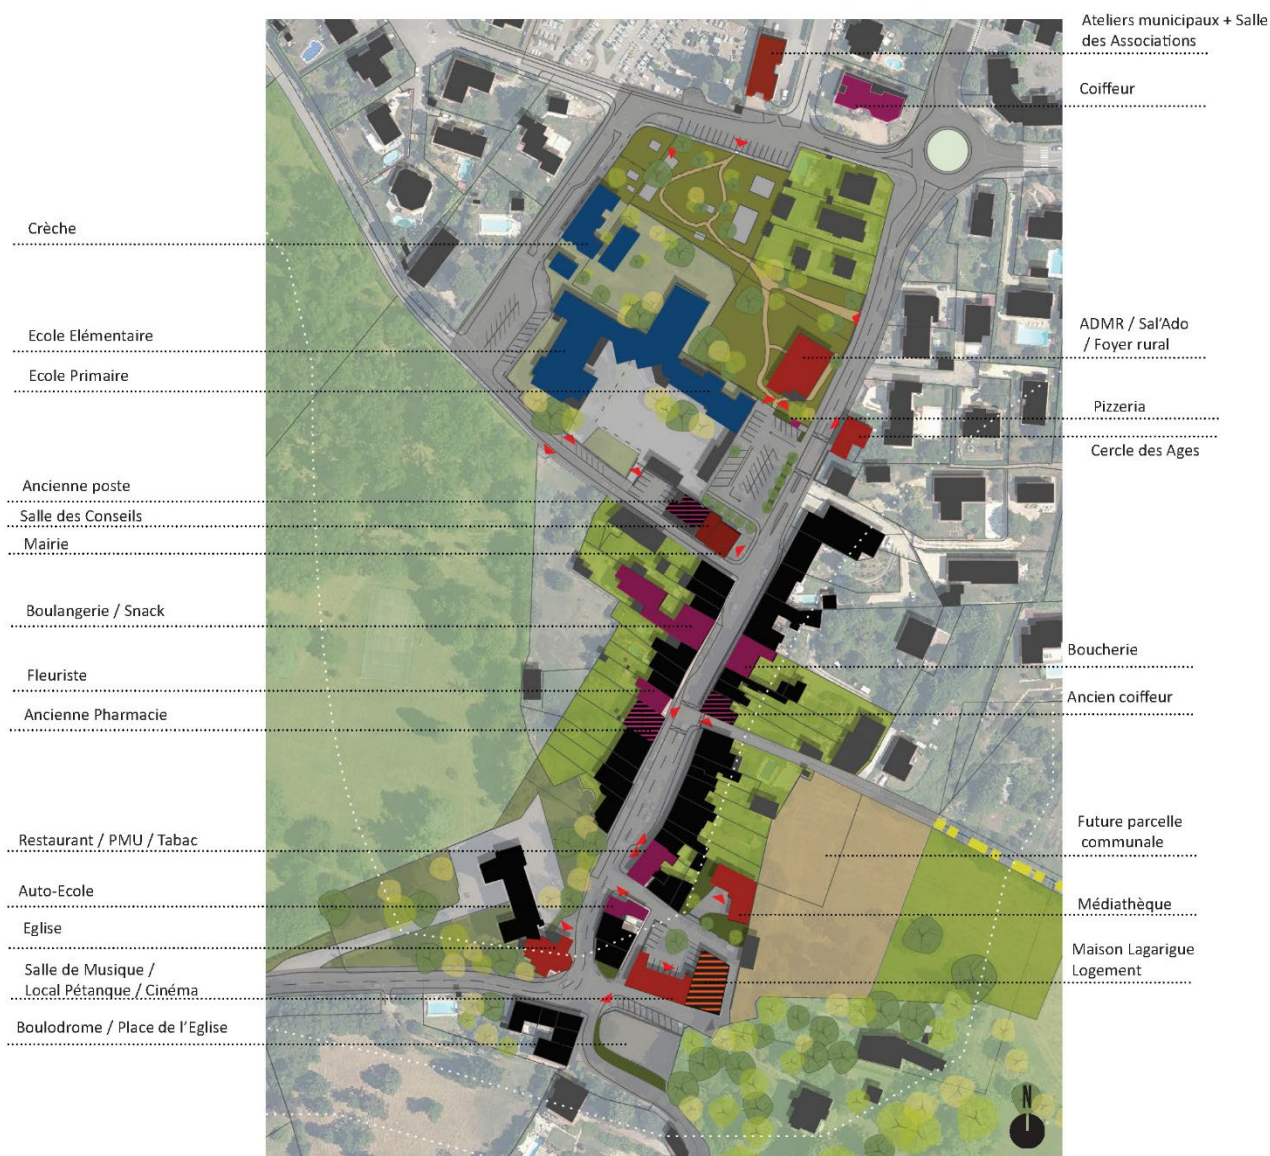 Ateliers municipaux + Salle
des Associations
Coiffeur
Crèche
Ecole Elémentaire
Ecole Primaire
ADMR / Sal'Ado
/ Foyer rural
Pizzeria
Cercle des Ages
Ancienne poste
Salle des Conseils
Mairie
Boulangerie / Snack
Fleuriste
Ancienne Pharmacie
Boucherie
Ancien coiffeur
Restaurant / PMU / Tabac
Auto-Ecole
Eglise
Salle de Musique /
Local Pétanque / Cinéma
Boulodrome / Place de l'Eglise
Future parcelle
communale
Médiathèque
Maison Lagarigue
Logement
N